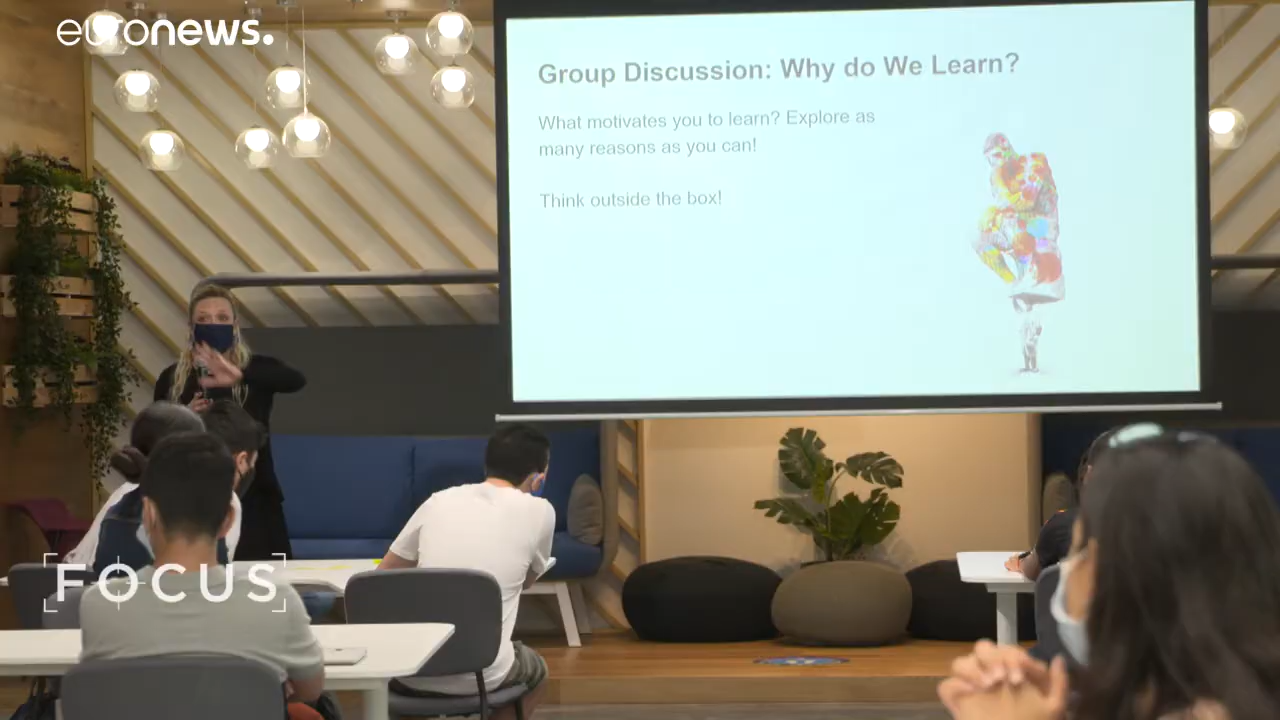 euronews.
Group Discussion: Why do We Learn?
What motivates you to learn? Explore as
many reasons as you can!
Think outside the box!
FOCUS